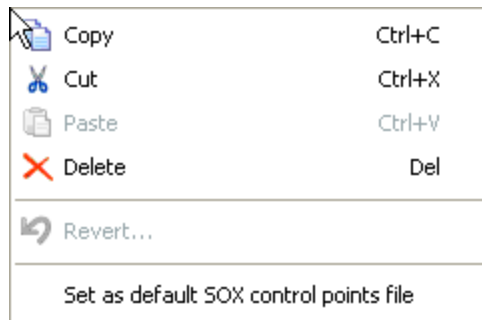 Copy Ctrl+C
Cut Ctrl+X
Paste Ctrl+V
Delete Del
Revert...
Set as default SOX control points file